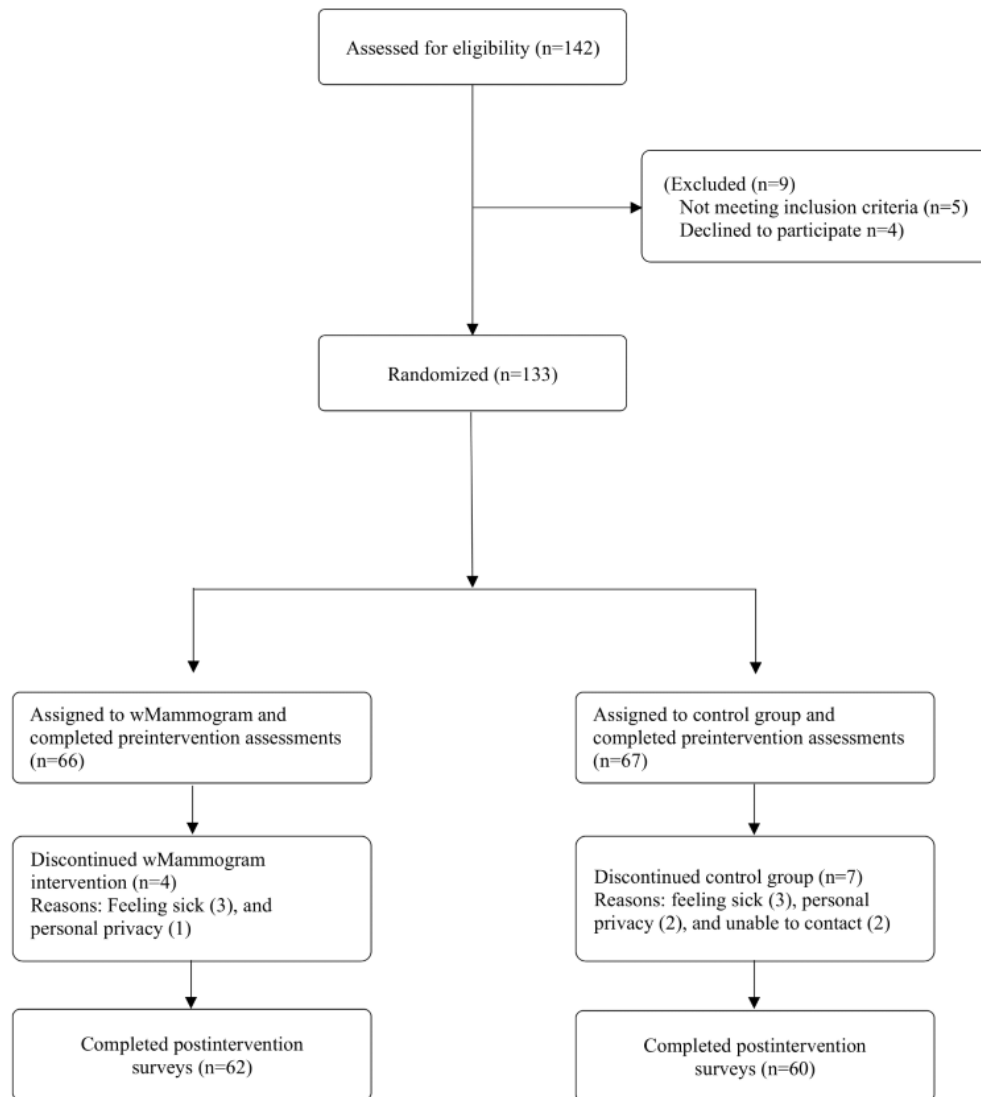 Assessed for eligibility (n=142)
(Excluded (n=9)
Not meeting inclusion criteria (n=5)
Declined to participate n=4)
Randomized (n=133)
Assigned to wMammogram and
completed preintervention assessments
(n=66)
Assigned to control group and
completed preintervention assessments
(n=67)
Discontinued wMammogram
intervention (n=4)
Reasons: Feeling sick (3), and
personal privacy (1)
Discontinued control group (n=7)
Reasons: feeling sick (3), personal
privacy (2), and unable to contact (2)
Completed postintervention
surveys (n=62)
Completed postintervention
surveys (n=60)